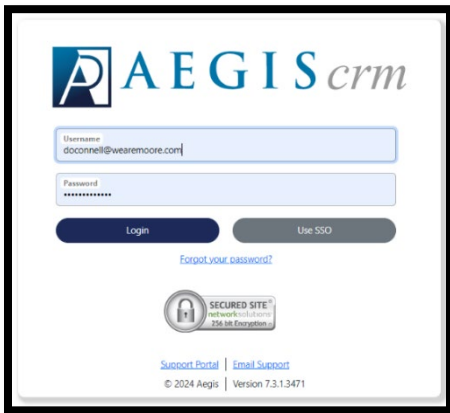 AEGIS crm
Username
doconnell@wearemoore.com
Password
•••••••••••••
Login Use SSO
Forgot your password?
SECURED SITE
networksolutions
256 bit Encryption
Support Portal | Email Support
© 2024 Aegis | Version 7.3.1.3471